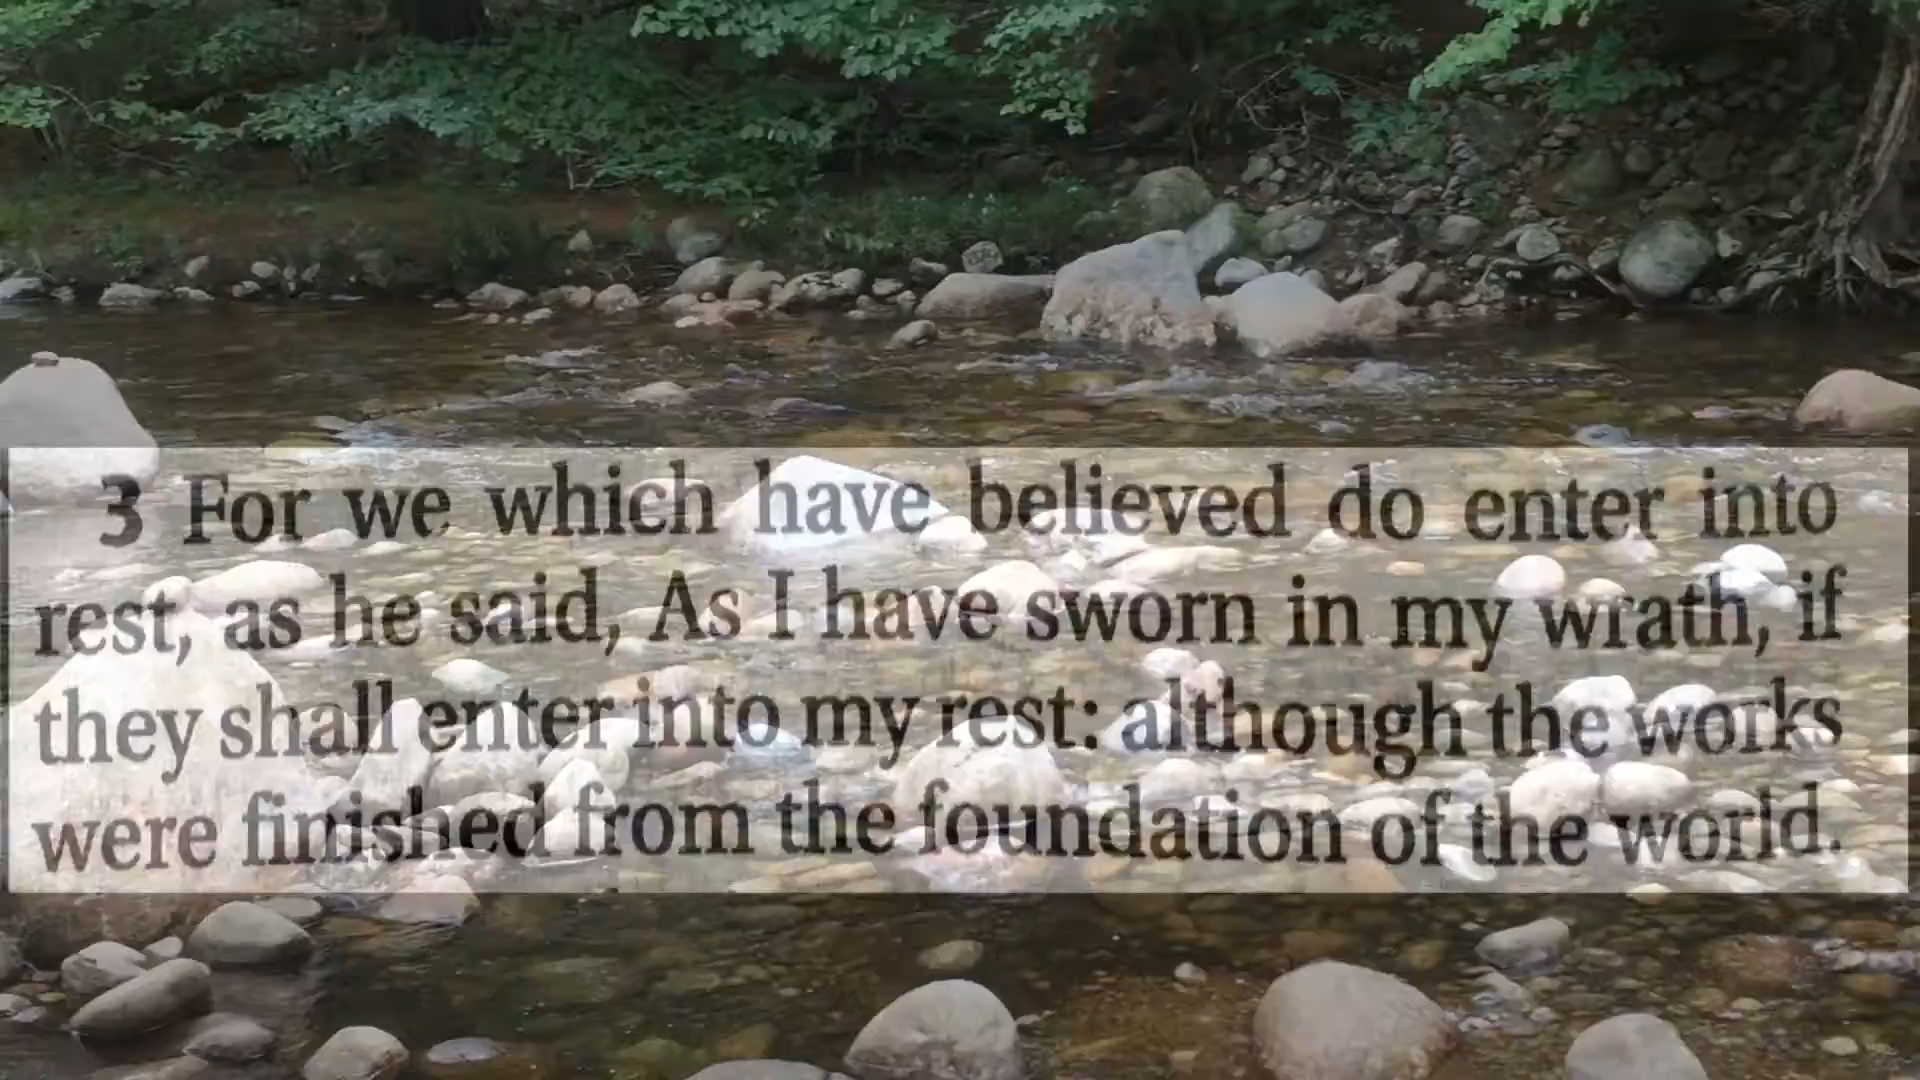 3 For we which have believed do enter into
rest, as he said, As I have sworn in my wrath, if
they shall enter into my rest: although the works
were finished from the foundation of the world.